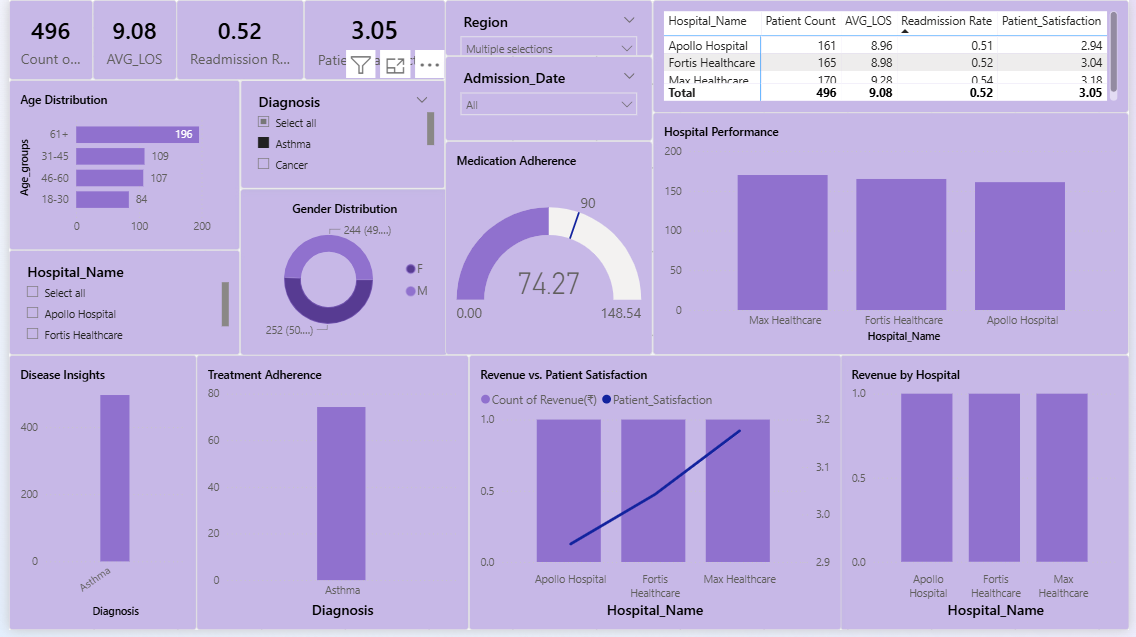 496
Count o...
9.08
AVG_LOS
0.52
Readmission R...
3.05
Region
Multiple selections
Admission_Date
All
Hospital_Name Patient Count AVG_LOS Readmission Rate Patient_Satisfaction
Apollo Hospital 161 8.96 0.51 2.94
Fortis Healthcare 165 8.98 0.52 3.04
Max Healthcare 170 9.28 0.54 3.18
Total 496 9.08 0.52 3.05
Age Distribution
Age_groups
61+ 196
31-45 109
46-60 107
18-30 84
0 100 200
Diagnosis
Select all
Asthma
Cancer
Gender Distribution
244 (49....)
F
M
252 (50....)
Medication Adherence
90
74.27
0.00 148.54
Hospital Performance
200
150
100
50
0
Max Healthcare Fortis Healthcare Apollo Hospital
Hospital_Name
Hospital_Name
Select all
Apollo Hospital
Fortis Healthcare
Disease Insights
400
200
0
Asthma
Diagnosis
Treatment Adherence
80
60
40
20
0
Asthma
Diagnosis
Revenue vs. Patient Satisfaction
Count of Revenue(₹) Patient_Satisfaction
1.0 3.2
3.1
0.5
3.0
0.0 2.9
Apollo Hospital Fortis Healthcare Max Healthcare
Hospital_Name
Revenue by Hospital
1.0
0.5
0.0
Apollo Hospital Fortis Healthcare Max Healthcare
Hospital_Name